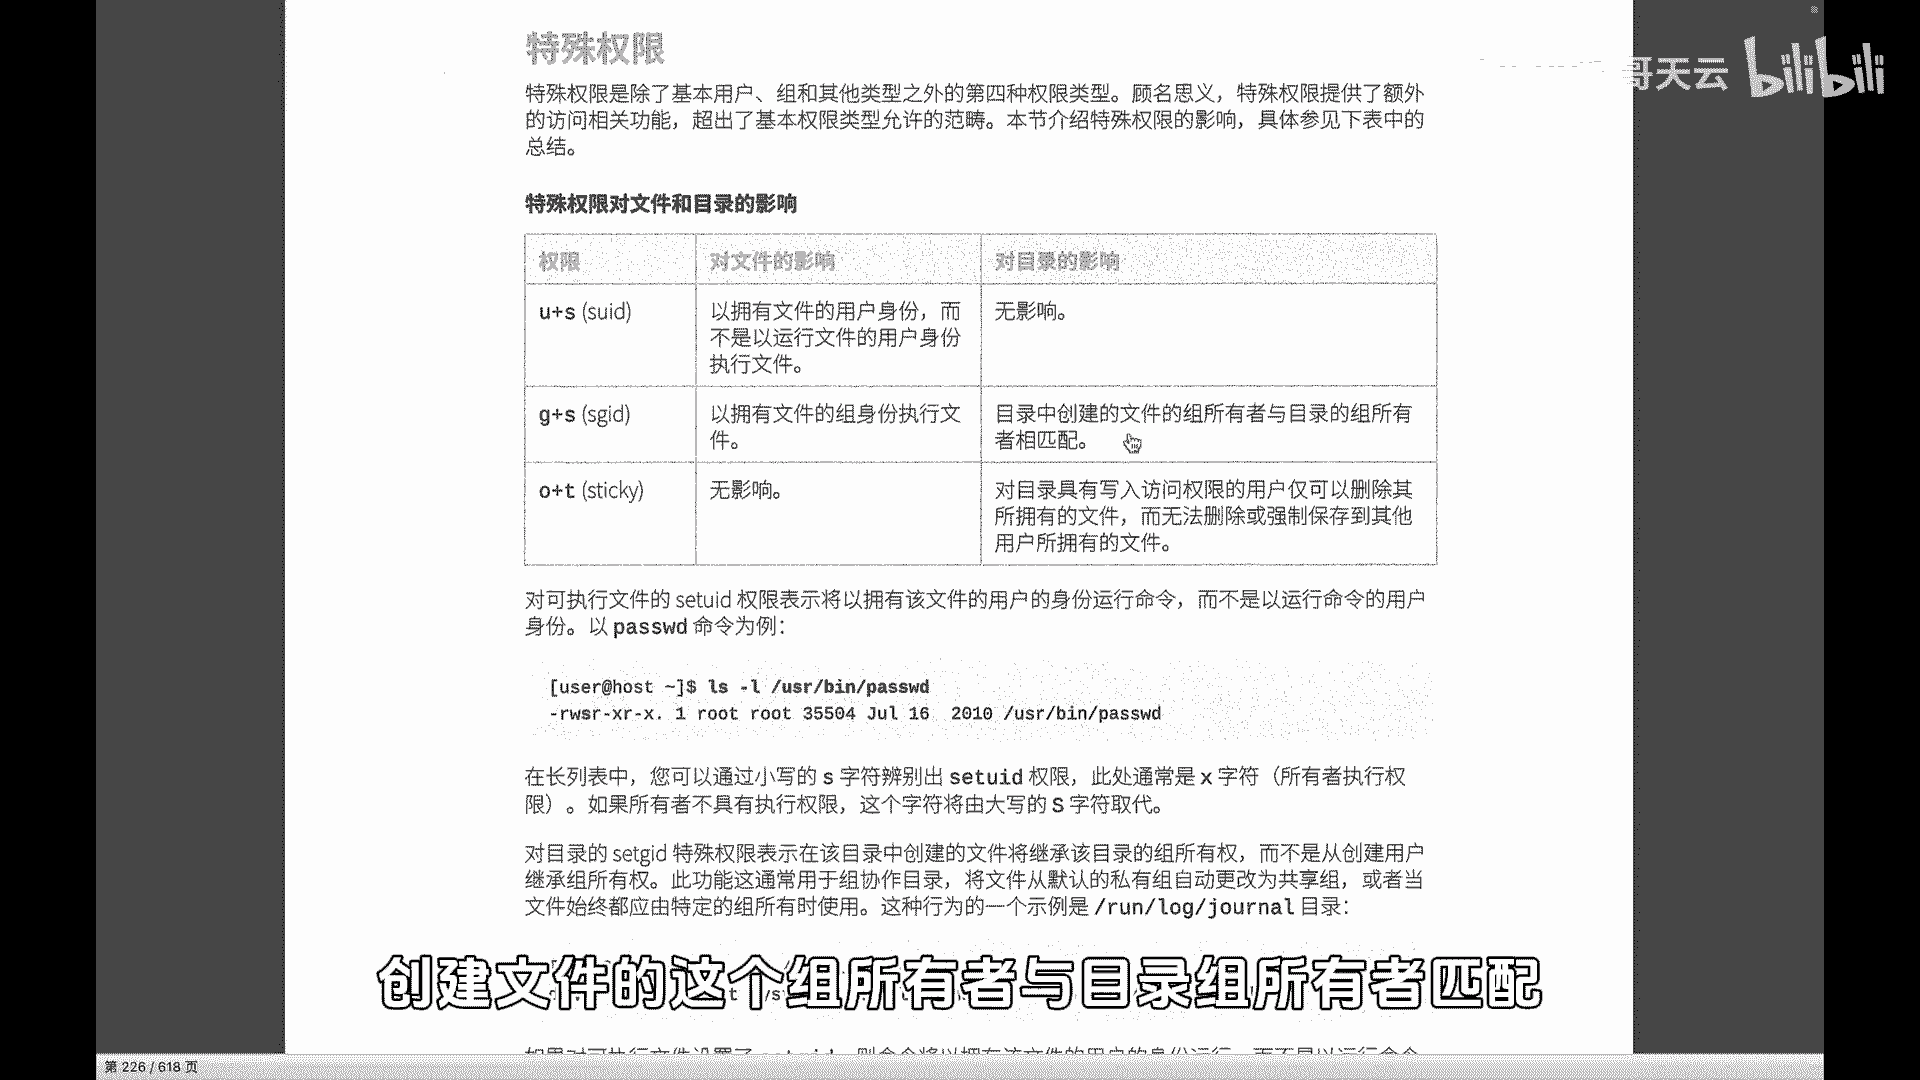 特殊权限
哥天云 bilibili
特殊权限是除了基本用户、组和其他类型之外的第四种权限类型。顾名思义，特殊权限提供了额外
的访问相关功能，超出了基本权限类型允许的范畴。本节介绍特殊权限的影响，具体参见下表中的
总结。
特殊权限对文件和目录的影响
权限 对文件的影响 对目录的影响
u+s (suid) 以拥有文件的用户身份，而 无影响。
不是以运行文件的用户身份
执行文件。
g+s (sgid) 以拥有文件的组身份执行文 目录中创建的文件的组所有者与目录的组所有
件。 者相匹配。
o+t (sticky) 无影响。 对目录具有写入访问权限的用户仅可以删除其
所拥有的文件，而无法删除或强制保存到其他
用户所拥有的文件。
对可执行文件的 setuid 权限表示将以拥有该文件的用户的身份运行命令，而不是以运行命令的用户
身份。以 passwd 命令为例：
[user@host ~]$ ls -l /usr/bin/passwd
-rwsr-xr-x. 1 root root 35504 Jul 16  2010 /usr/bin/passwd
在长列表中，您可以通过小写的 s 字符辨别出 setuid 权限，此处通常是 x 字符（所有者执行权
限）。如果所有者不具有执行权限，这个字符将由大写的 S 字符取代。
对目录的 setgid 特殊权限表示在该目录中创建的文件将继承该目录的组所有权，而不是从创建用户
继承组所有权。此功能这通常用于组协作目录，将文件从默认的私有组自动更改为共享组，或者当
文件始终都应由特定的组所有时使用。这种行为的一个示例是 /run/log/journal 目录：
创建文件的这个组所有者与目录组所有者匹配
第 226 / 618 页